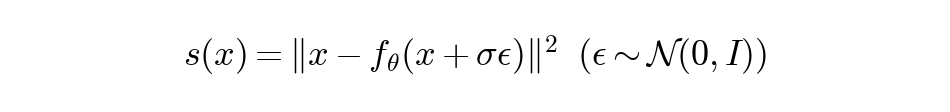 s(x) = ∥x − f_θ(x + σϵ)∥² (ϵ ∼ 𝒩(0, I))